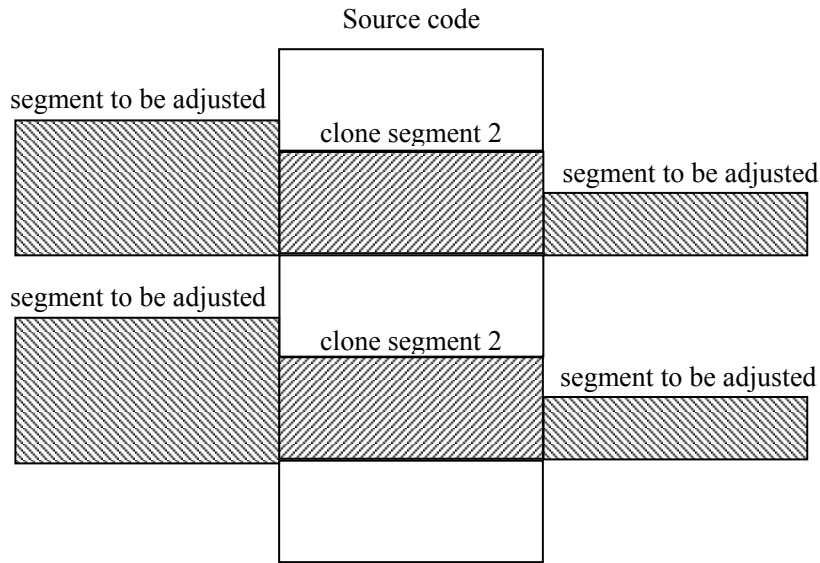 Source code
segment to be adjusted
clone segment 2
segment to be adjusted
segment to be adjusted
clone segment 2
segment to be adjusted